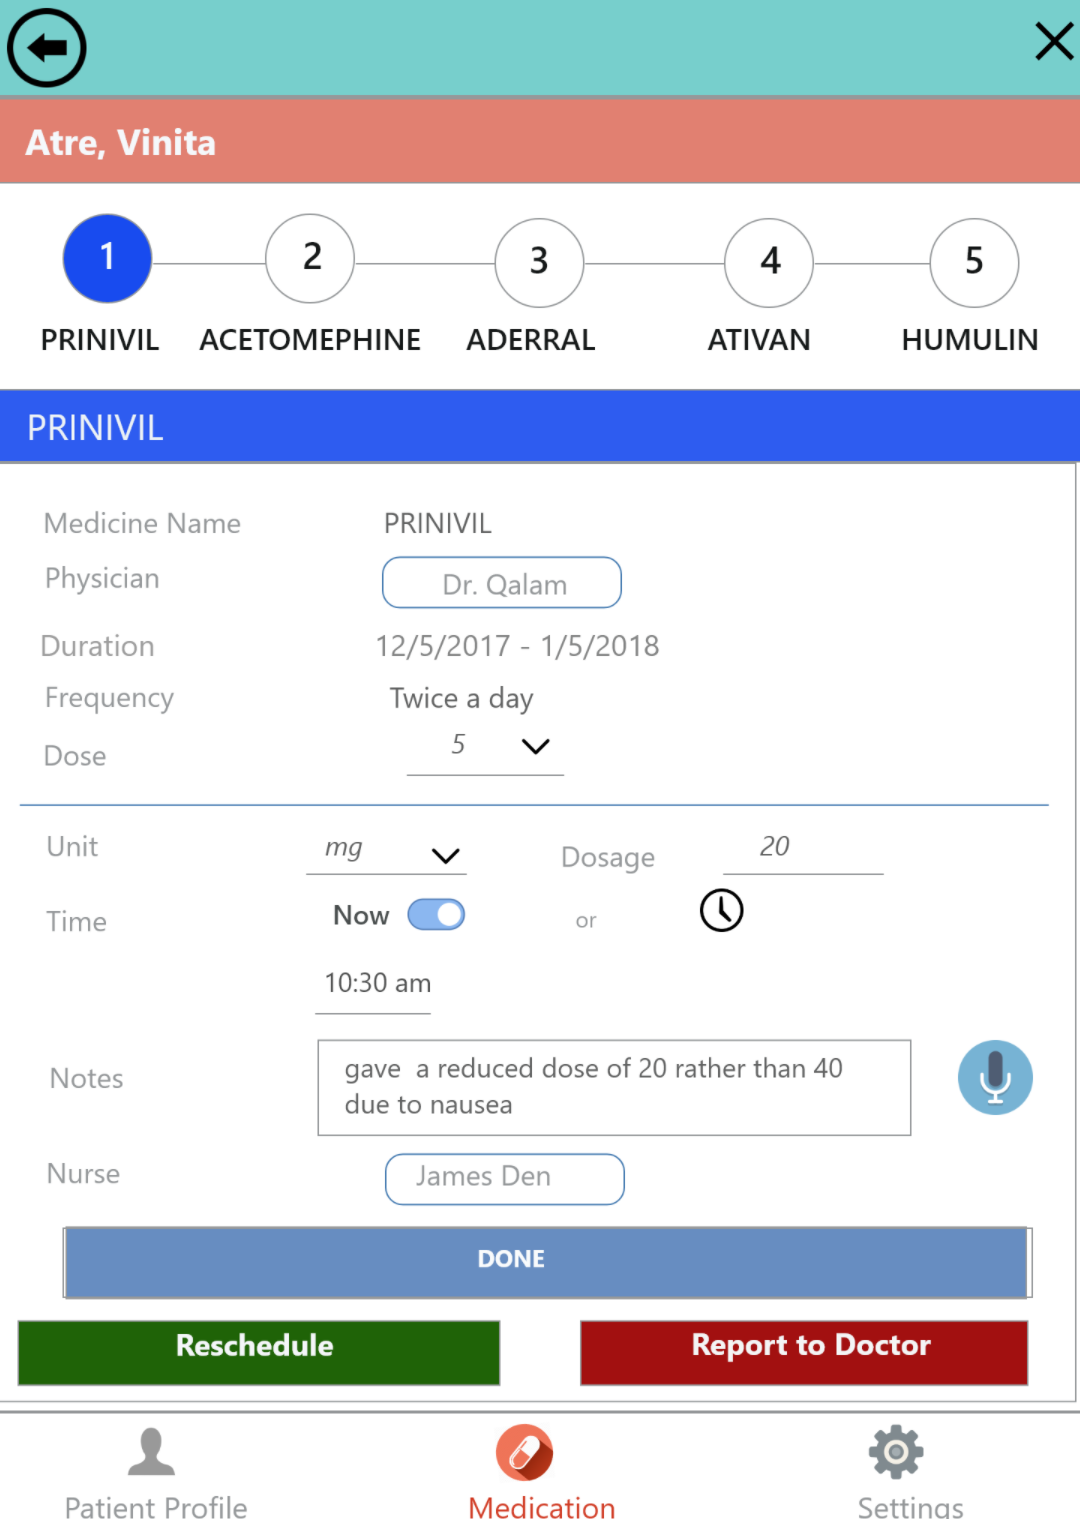 Atre, Vinita
1 2 3 4 5
PRINIVIL ACETOMEPHINE ADERRAL ATIVAN HUMULIN
PRINIVIL
Medicine Name PRINIVIL
Physician Dr. Qalam
Duration 12/5/2017 - 1/5/2018
Frequency Twice a day
Dose 5
Unit mg Dosage 20
Time Now or
10:30 am
Notes gave a reduced dose of 20 rather than 40
due to nausea
Nurse James Den
DONE
Reschedule Report to Doctor
Patient Profile Medication Settings